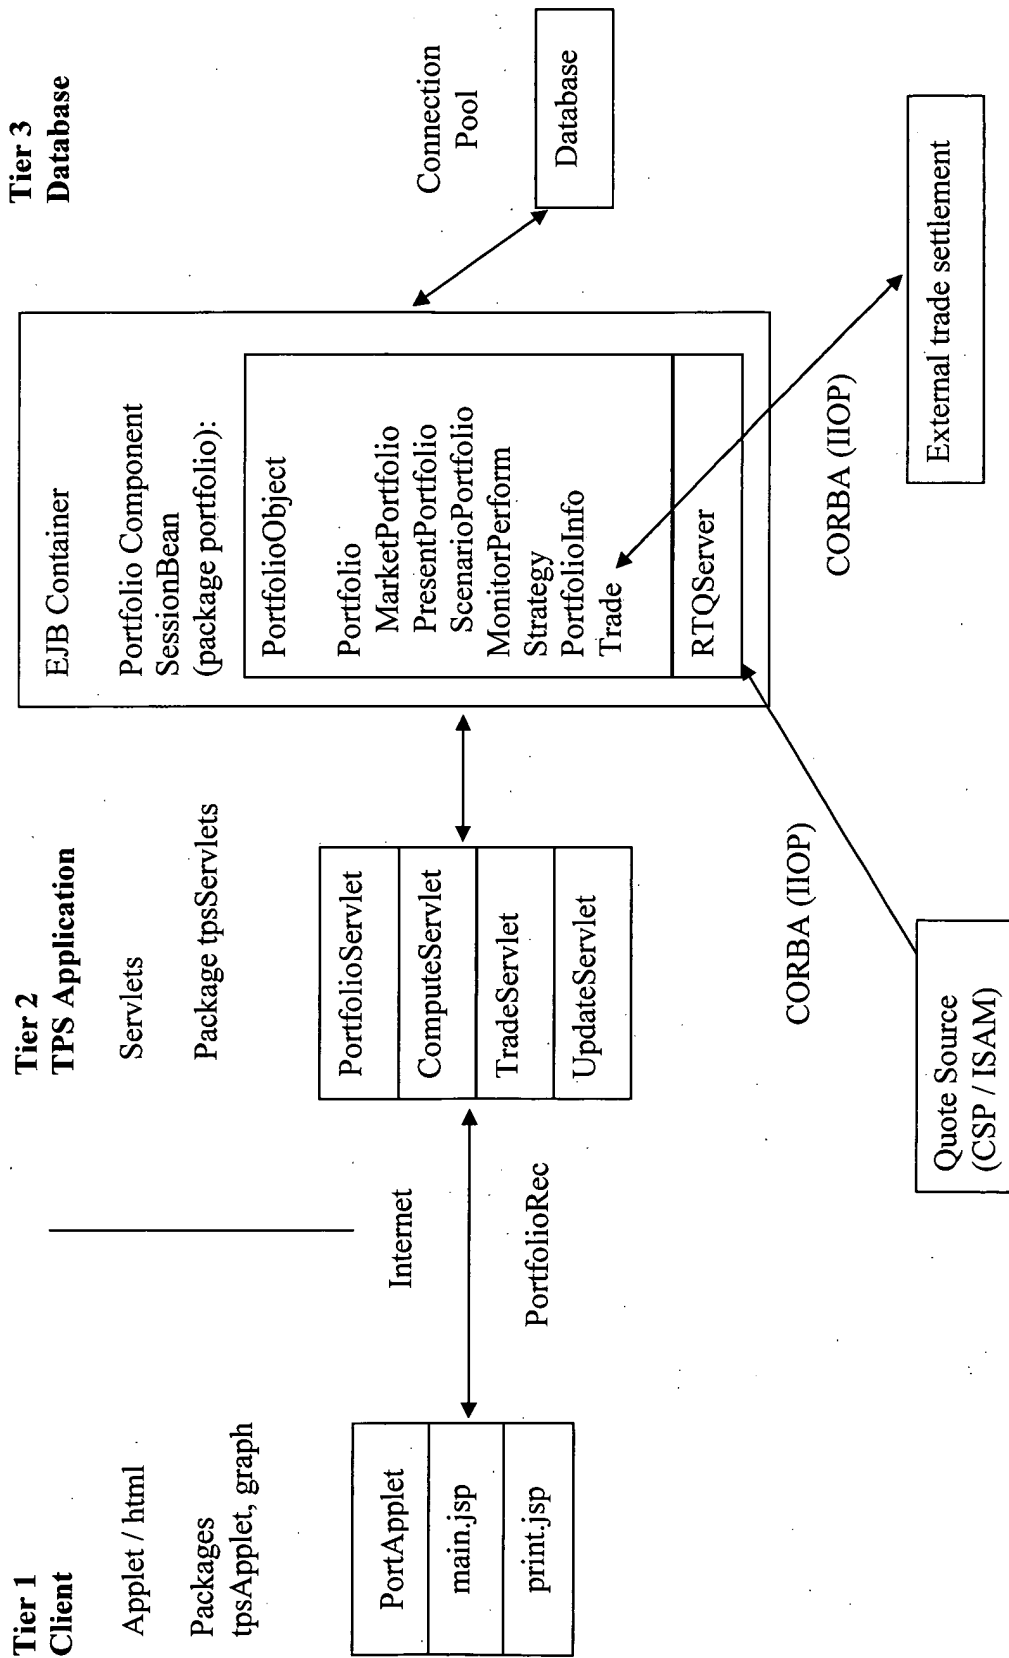 Tier 1
Client
Applet / html
Packages
tpsApplet, graph
PortApplet
main.jsp
print.jsp
Internet
PortfolioRec
Tier 2
TPS Application
Servlets
Package tpsServlets
PortfolioServlet
ComputeServlet
TradeServlet
UpdateServlet
EJB Container
Portfolio Component
SessionBean
(package portfolio):
PortfolioObject
Portfolio
MarketPortfolio
PresentPortfolio
ScenarioPortfolio
MonitorPerform
Strategy
PortfolioInfo
Trade
RTQServer
Tier 3
Database
Connection
Pool
Database
CORBA (IIOP)
Quote Source
(CSP / ISAM)
CORBA (IIOP)
External trade settlement